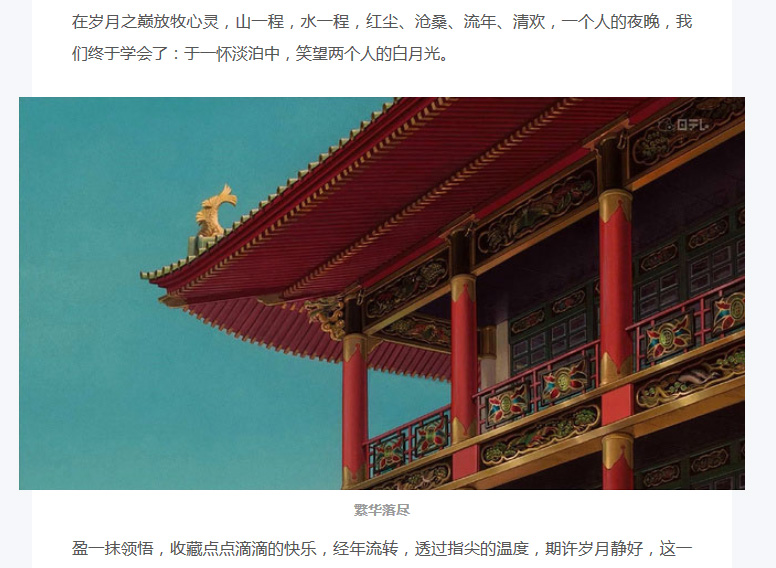 在岁月之巅放牧心灵，山一程，水一程，红尘、沧桑、流年、清欢，一个人的夜晚，我
们终于学会了：于一怀淡泊中，笑望两个人的白月光。
日テレ
繁华落尽
盈一抹领悟，收藏点点滴滴的快乐，经年流转，透过指尖的温度，期许岁月静好，这一